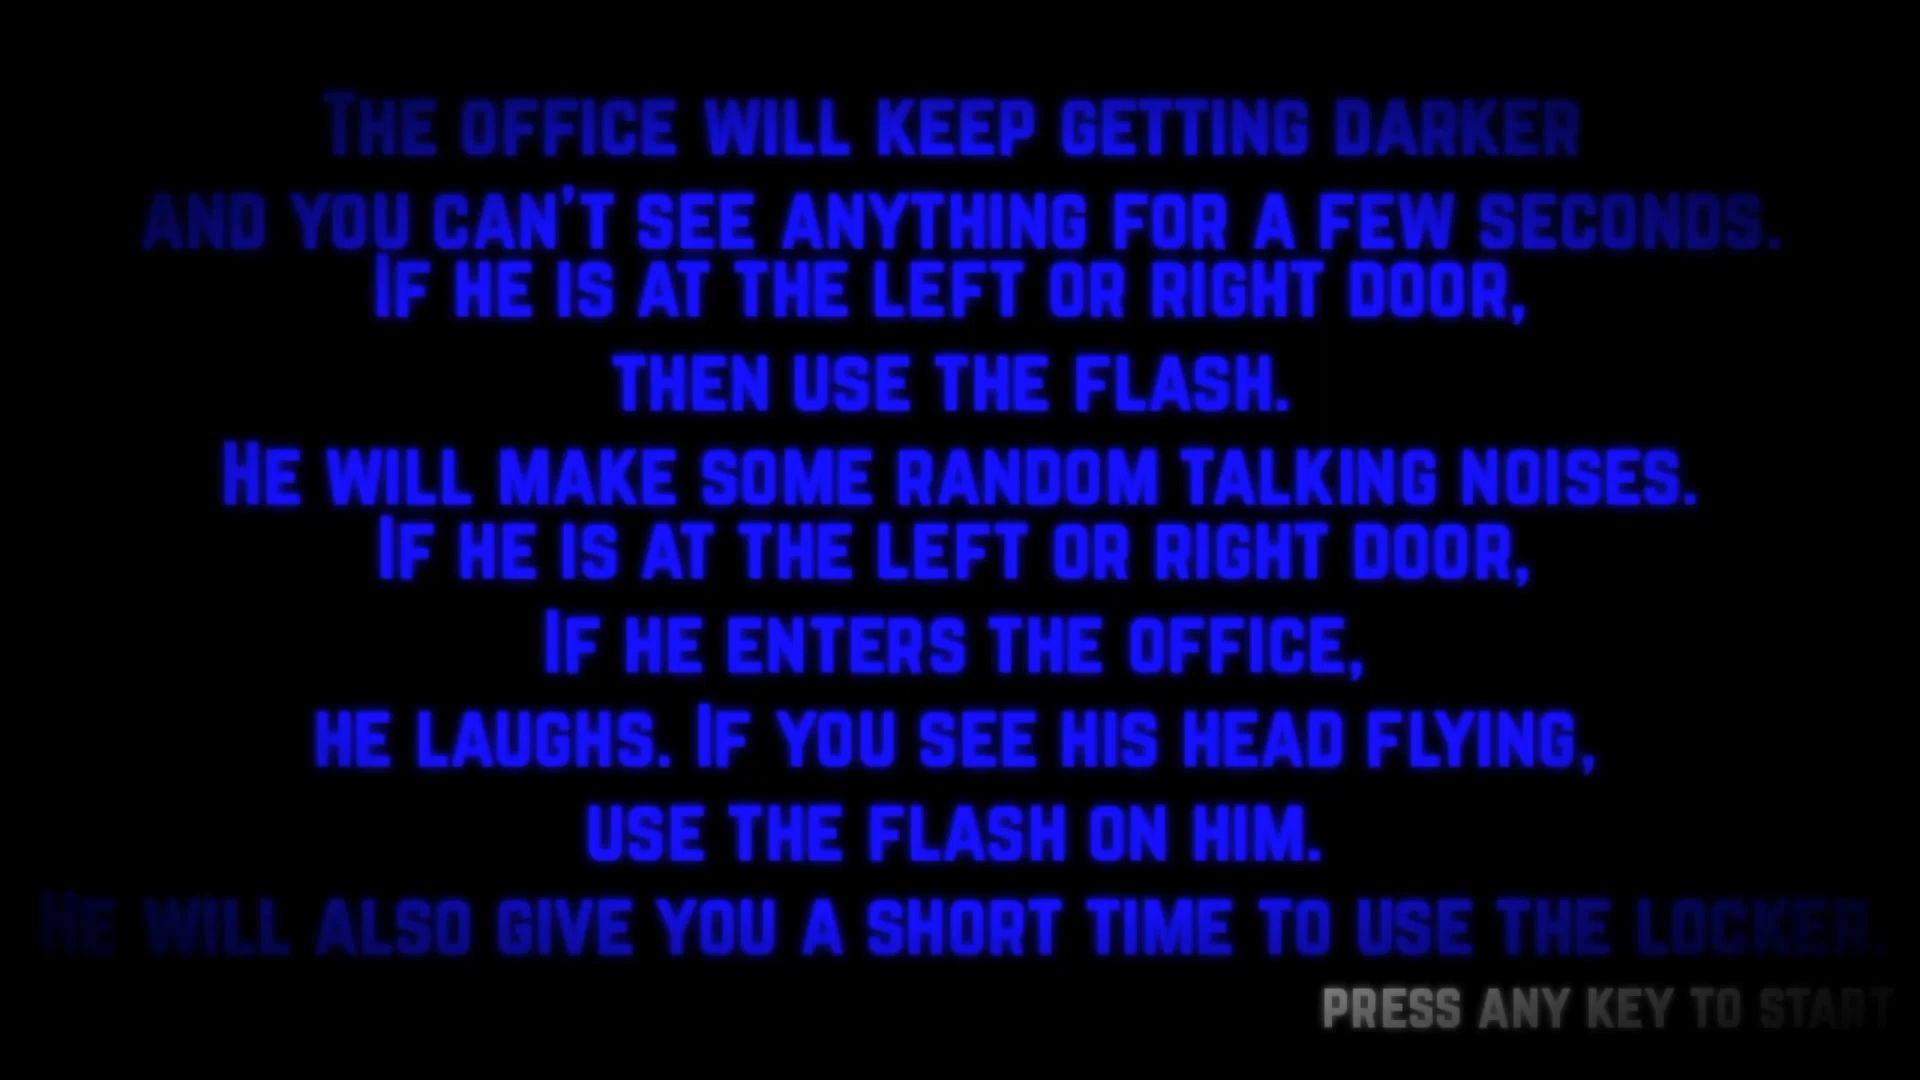 The office will keep getting darker
and you can't see anything for a few seconds.
If he is at the left or right door,
then use the flash.
He will make some random talking noises.
If he is at the left or right door,
If he enters the office,
he laughs. If you see his head flying,
use the flash on him.
He will also give you a short time to use the locker.
press any key to start